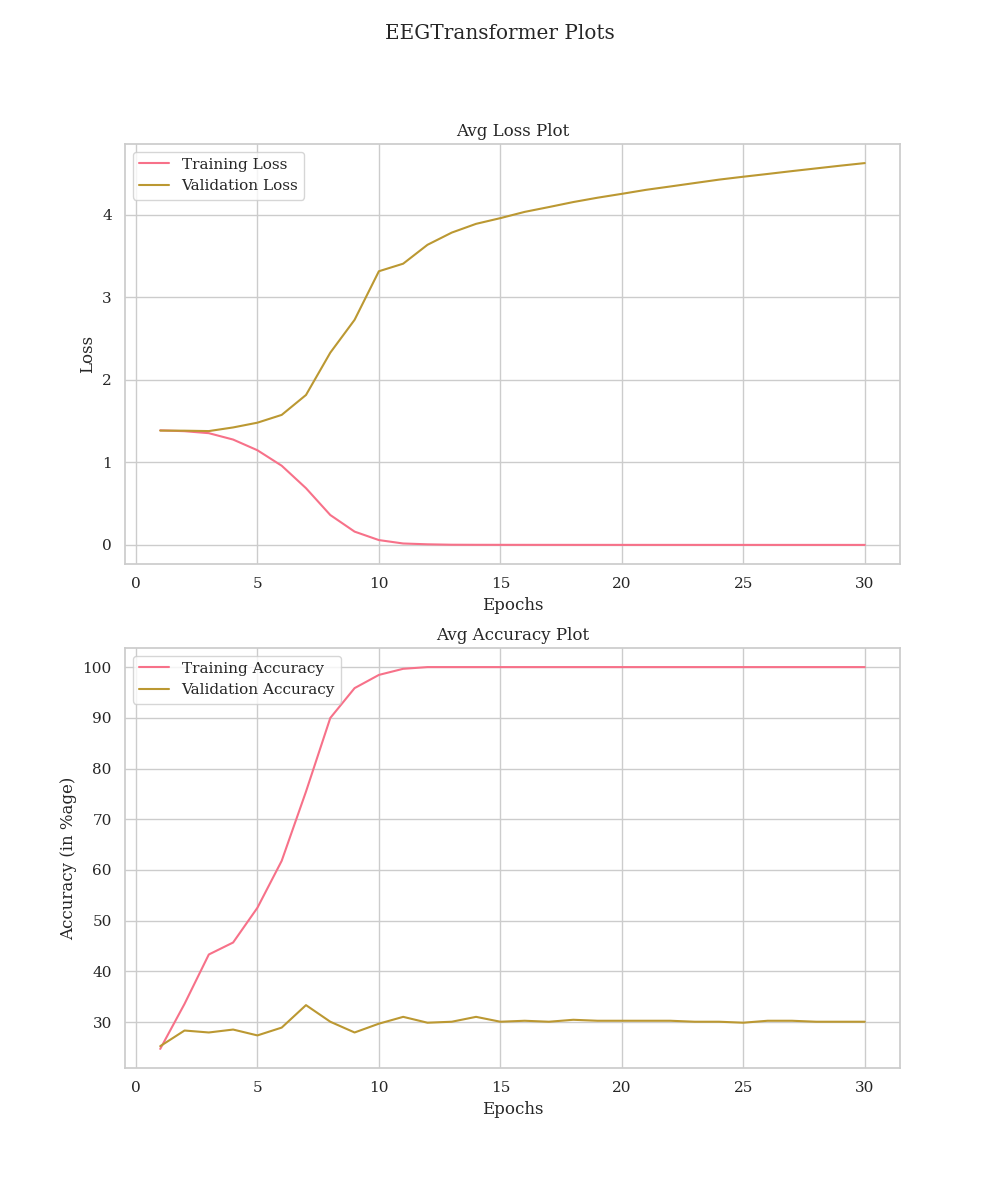 EEGTransformer Plots
Avg Loss Plot
Training Loss
Validation Loss
4
3
2
1
0
Loss
0 5 10 15 20 25 30
Epochs
Avg Accuracy Plot
Training Accuracy
Validation Accuracy
100
90
80
70
60
50
40
30
Accuracy (in %age)
0 5 10 15 20 25 30
Epochs